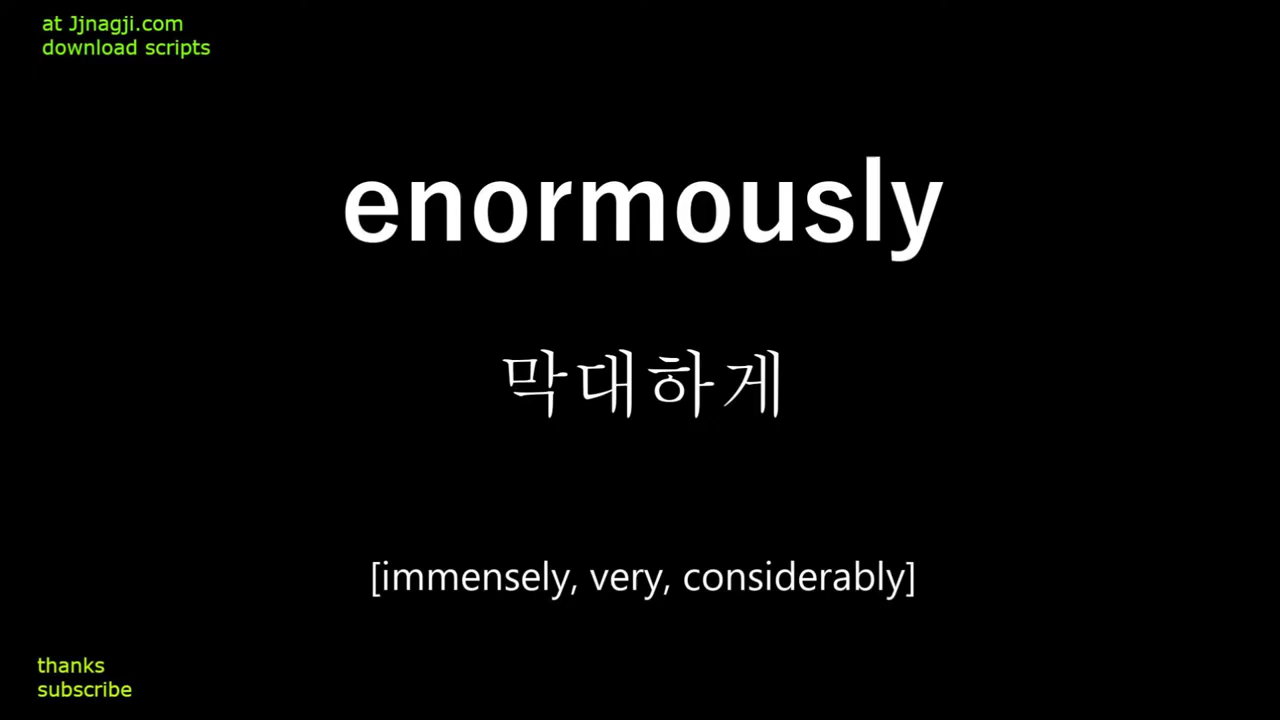 at Jjnagji.com
download scripts
enormously
막대하게
[immensely, very, considerably]
thanks
subscribe